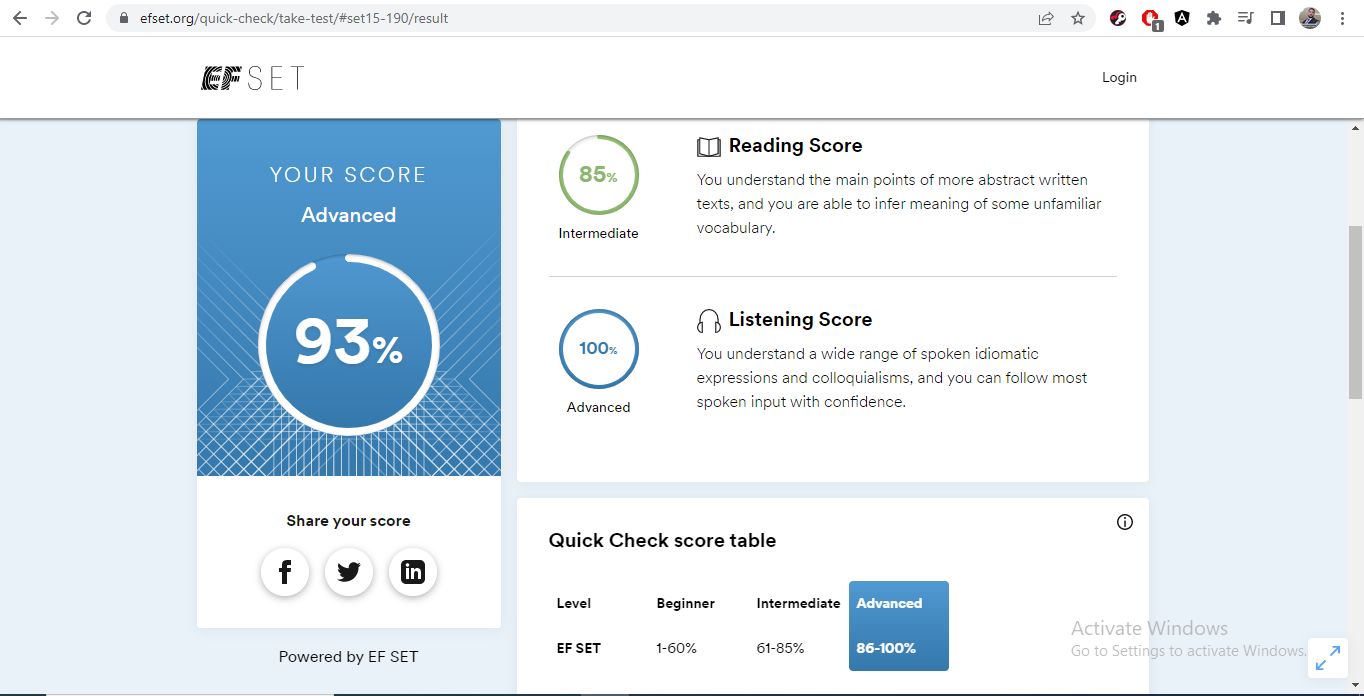 efset.org/quick-check/take-test/#set15-190/result
1
EF SET
Login
YOUR SCORE
Advanced
93%
Share your score
Powered by EF SET
85%
Intermediate
Reading Score
You understand the main points of more abstract written
texts, and you are able to infer meaning of some unfamiliar
vocabulary.
100%
Advanced
Listening Score
You understand a wide range of spoken idiomatic
expressions and colloquialisms, and you can follow most
spoken input with confidence.
Quick Check score table
Level Beginner Intermediate Advanced
EF SET 1-60% 61-85% 86-100%
Activate Windows
Go to Settings to activate Windows.